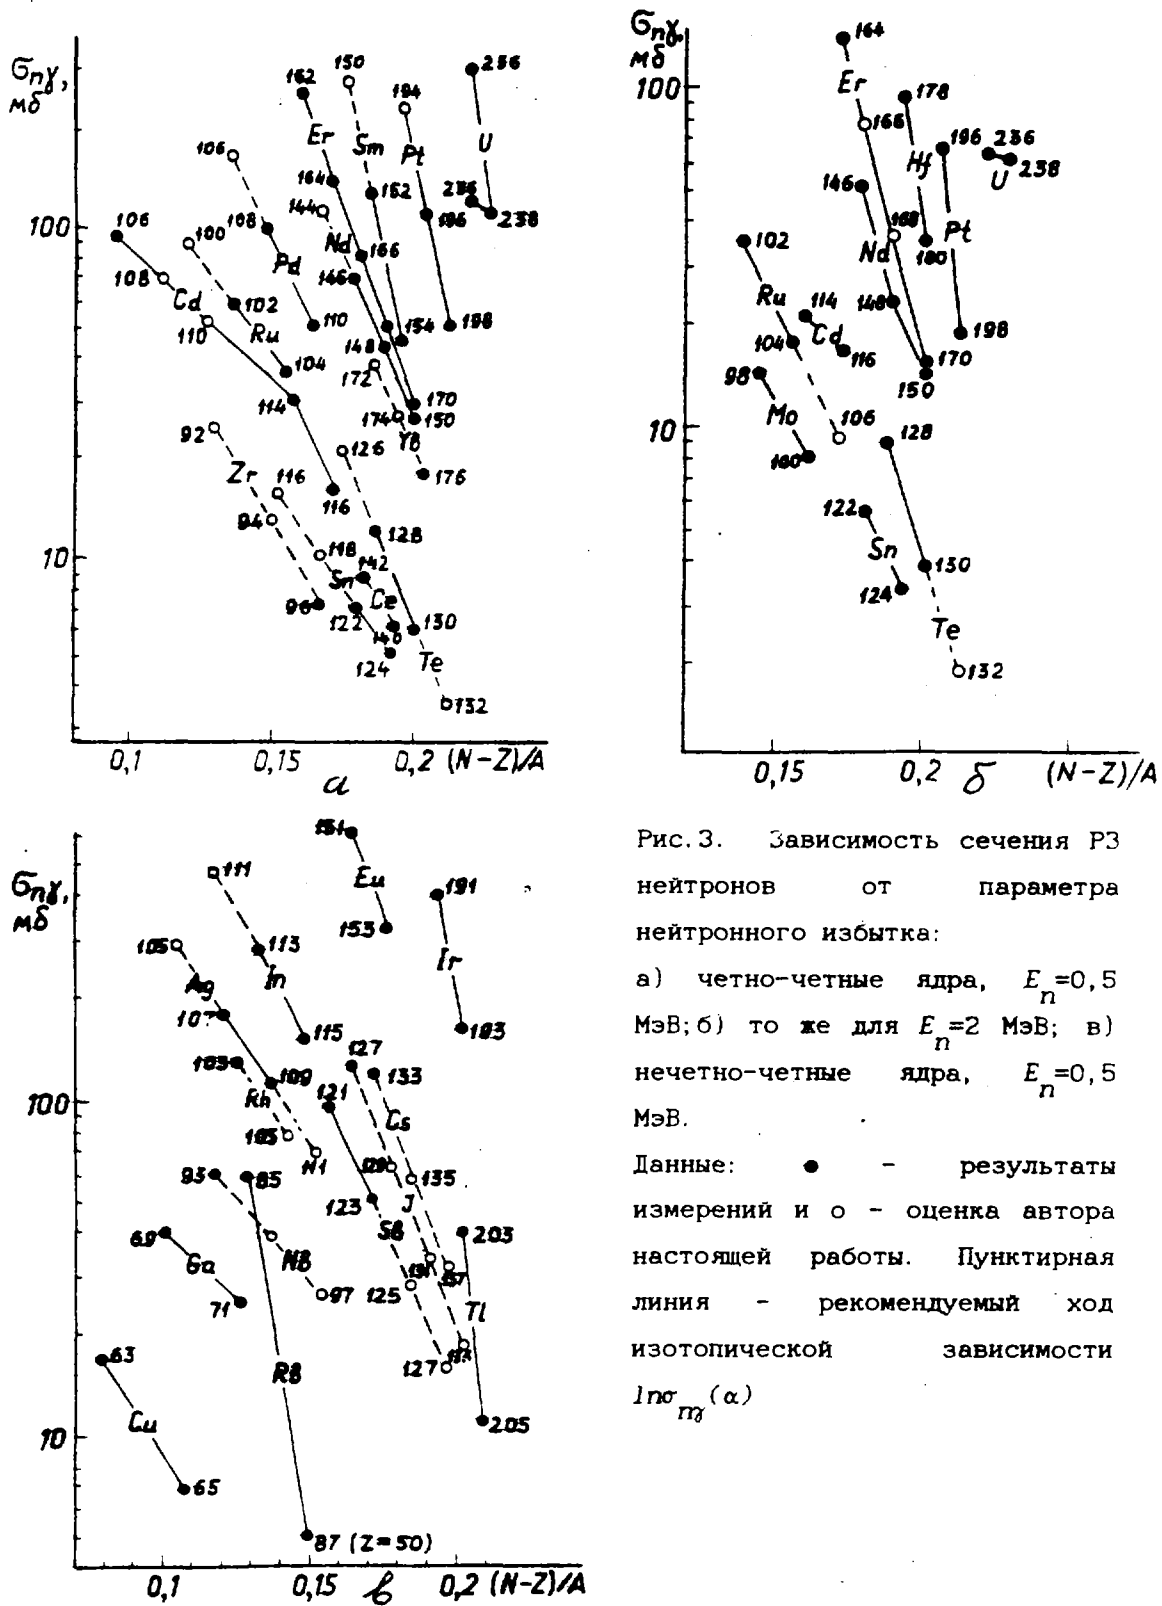 Ϭnγ,
мб
100
10
0,1
0,15
0,2
(N-Z)/A
а
106
108
Cd
110
114
116
100
102
Ru
104
106
108
Pd
110
162
Er
164
166
170
144
Nd
146
148
150
150
Sm
152
154
194
Pt
196
198
236
U
236
238
172
174
Yb
176
92
Zr
94
96
116
118
Sn
122
124
142
Ce
140
126
128
130
Te
132
Ϭnγ,
мб
100
10
0,15
0,2
(N-Z)/A
б
164
Er
166
168
170
178
Hf
180
196
Pt
198
236
U
238
146
Nd
148
150
102
Ru
104
106
114
Cd
116
98
Mo
100
122
Sn
124
128
130
Te
132
Ϭnγ,
мб
100
10
0,1
0,15
0,2
(N-Z)/A
в
151
Eu
153
191
Ir
193
111
113
In
115
105
Ag
107
109
111
103
Rh
105
127
129
J
131
133
Cs
135
137
121
123
Sb
125
127
93
Nb
97
85
Rb
87 (Z=50)
69
Ga
71
63
Cu
65
203
Tl
205
Рис.3. Зависимость сечения РЗ
нейтронов от параметра
нейтронного избытка:
а) четно-четные ядра, En=0,5
МэВ;б) то же для En=2 МэВ; в)
нечетно-четные ядра, En=0,5
МэВ.
Данные: ● - результаты
измерений и o - оценка автора
настоящей работы. Пунктирная
линия - рекомендуемый ход
изотопической зависимости
lnσnγ(α)